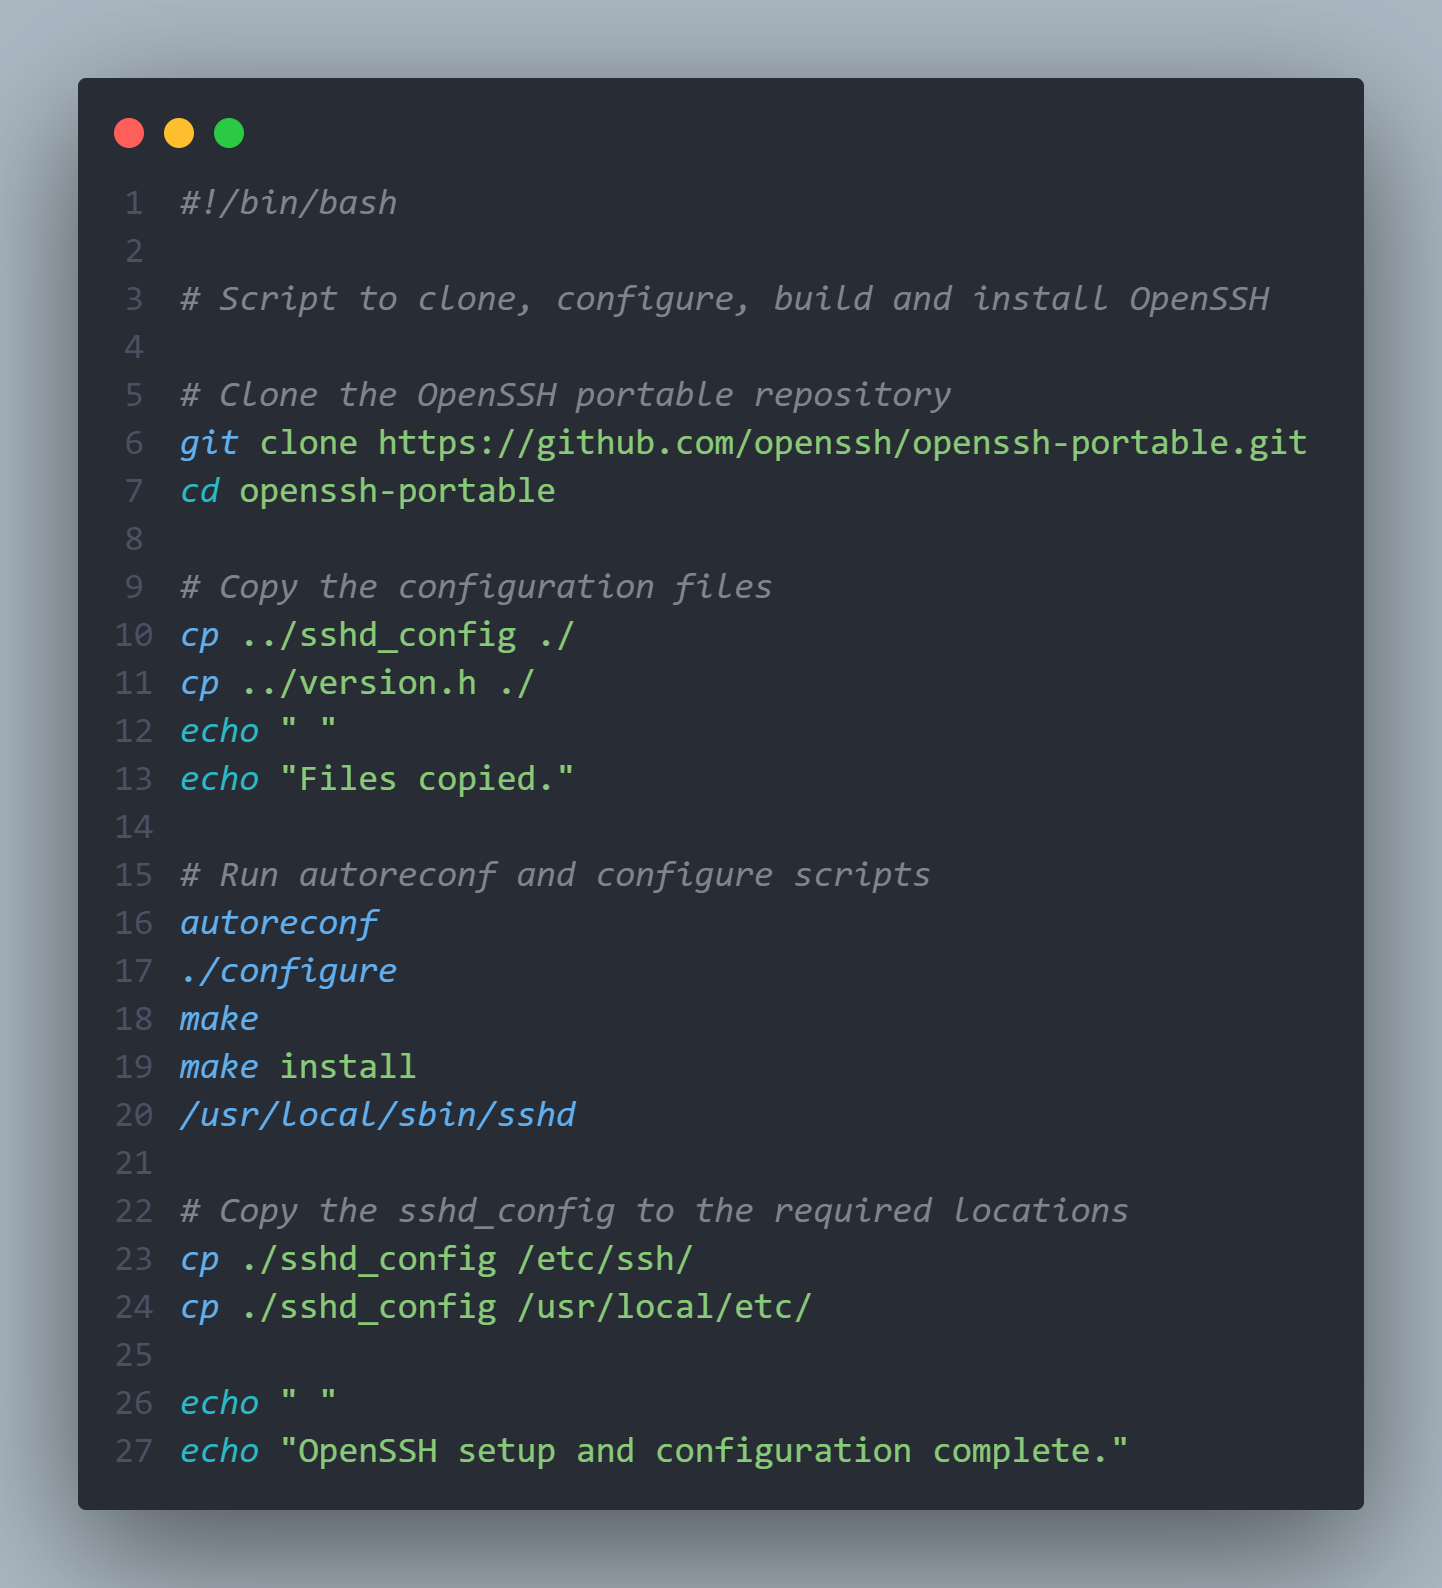 1 #!/bin/bash
2
3 # Script to clone, configure, build and install OpenSSH
4
5 # Clone the OpenSSH portable repository
6 git clone https://github.com/openssh/openssh-portable.git
7 cd openssh-portable
8
9 # Copy the configuration files
10 cp ../sshd_config ./
11 cp ../version.h ./
12 echo " "
13 echo "Files copied."
14
15 # Run autoreconf and configure scripts
16 autoreconf
17 ./configure
18 make
19 make install
20 /usr/local/sbin/sshd
21
22 # Copy the sshd_config to the required locations
23 cp ./sshd_config /etc/ssh/
24 cp ./sshd_config /usr/local/etc/
25
26 echo " "
27 echo "OpenSSH setup and configuration complete."